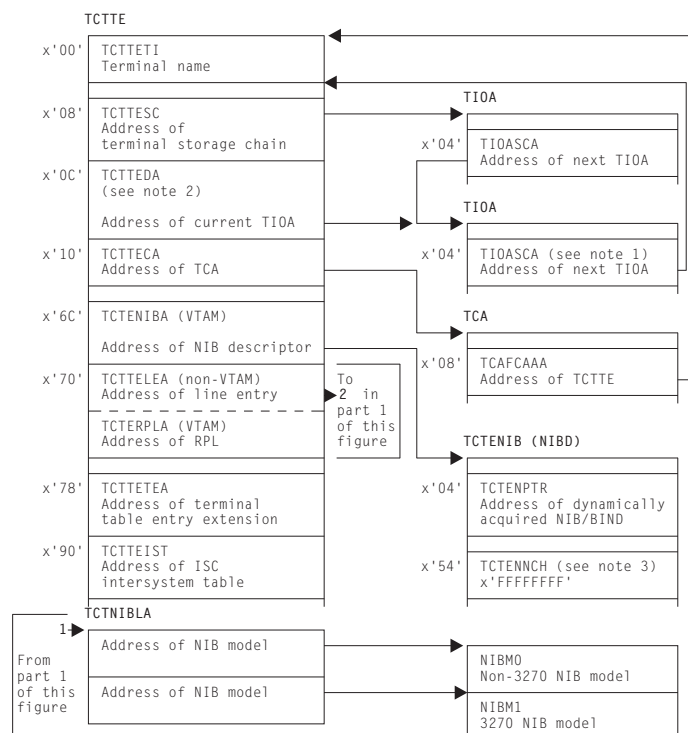 TCTTE
x'00' TCTTETI
Terminal name
x'08' TCTTESC
Address of
terminal storage chain
x'0C' TCTTEDA
(see note 2)
Address of current TIOA
x'10' TCTTECA
Address of TCA
x'6C' TCTENIBA (VTAM)
Address of NIB descriptor
x'70' TCTTELEA (non-VTAM)
Address of line entry
TCTERPLA (VTAM)
Address of RPL
x'78' TCTTETEA
Address of terminal
table entry extension
x'90' TCTTEIST
Address of ISC
intersystem table
TIOA
x'04' TIOASCA
Address of next TIOA
TIOA
x'04' TIOASCA (see note 1)
Address of next TIOA
TCA
x'08' TCAFCAAA
Address of TCTTE
To
2 in
part 1
of this
figure
TCTENIB (NIBD)
x'04' TCTENPTR
Address of dynamically
acquired NIB/BIND
x'54' TCTENNCH (see note 3)
x'FFFFFFFF'
TCTNIBLA
1
From
part 1
of this
figure
Address of NIB model
Address of NIB model
NIBM0
Non-3270 NIB model
NIBM1
3270 NIB model